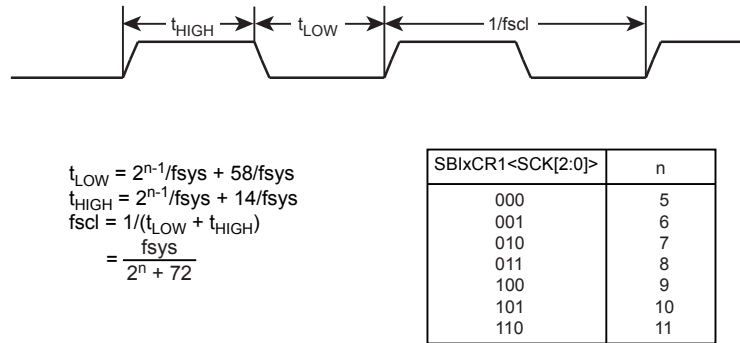 tHIGH tLOW 1/fscl
tLOW = 2n-1/fsys + 58/fsys
tHIGH = 2n-1/fsys + 14/fsys
fscl = 1/(tLOW + tHIGH)
= fsys
2n + 72
SBIxCR1<SCK[2:0]> n
000 5
001 6
010 7
011 8
100 9
101 10
110 11